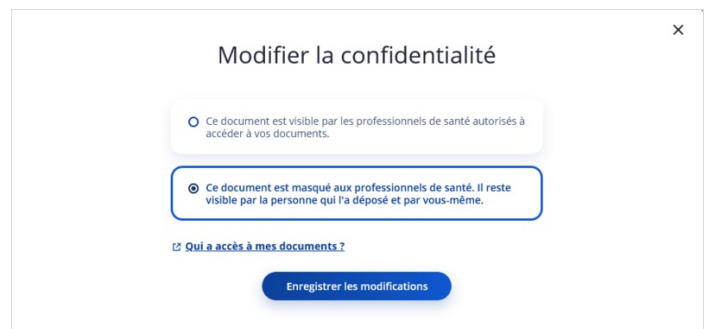 Modifier la confidentialité
Ce document est visible par les professionnels de santé autorisés à
accéder à vos documents.
Ce document est masqué aux professionnels de santé. Il reste
visible par la personne qui l'a déposé et par vous-même.
Qui a accès à mes documents ?
Enregistrer les modifications